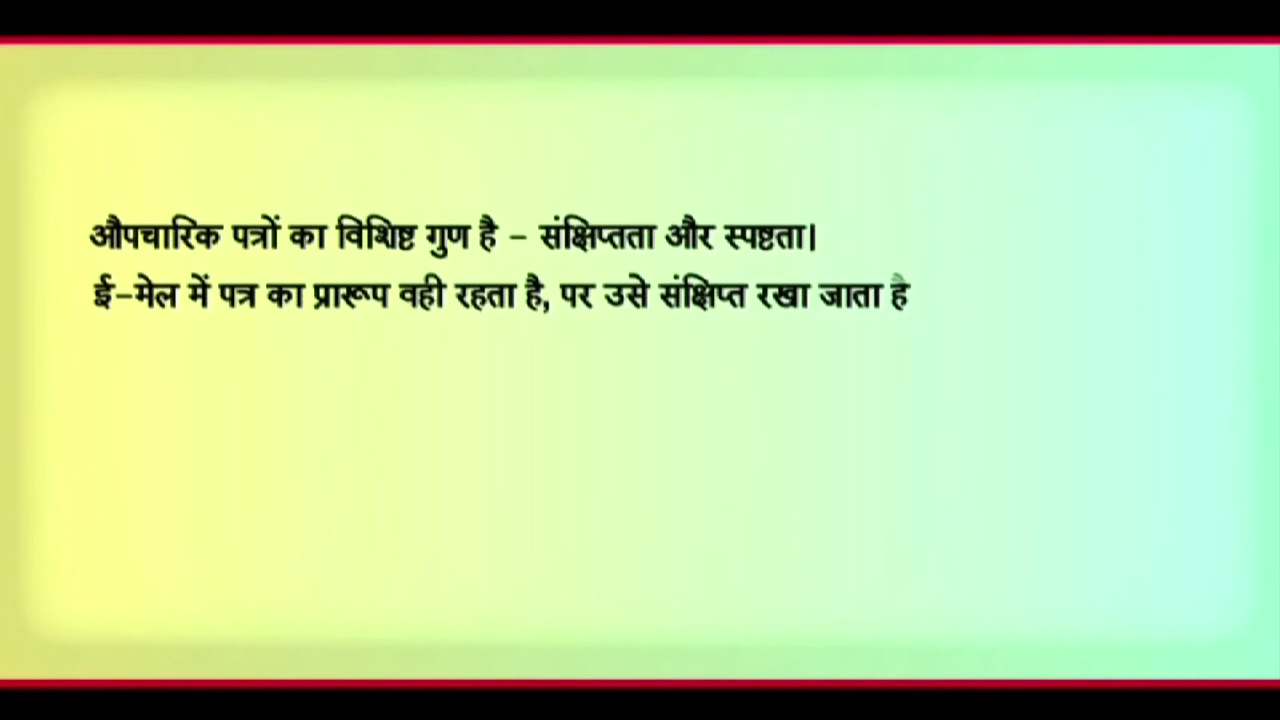 औपचारिक पत्रों का विशिष्ट गुण है – संक्षिप्तता और स्पष्टता।
ई–मेल में पत्र का प्रारूप वही रहता है, पर उसे संक्षिप्त रखा जाता है